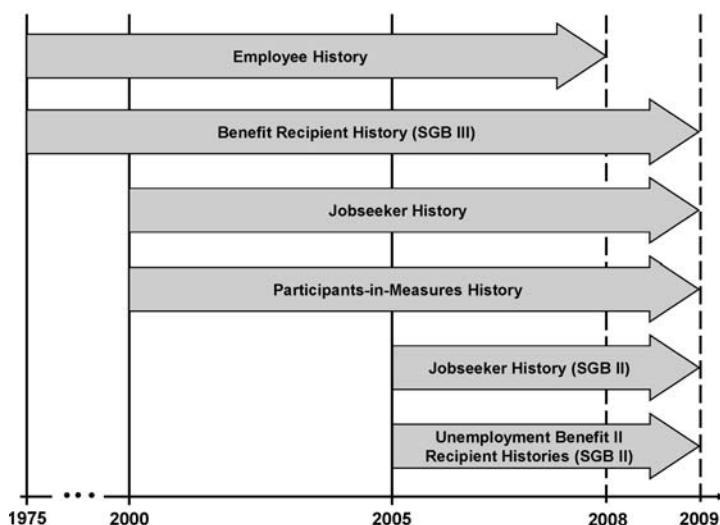 Employee History
Benefit Recipient History (SGB III)
Jobseeker History
Participants-in-Measures History
Jobseeker History (SGB II)
Unemployment Benefit II
Recipient Histories (SGB II)
1975 ••• 2000 2005 2008 2009